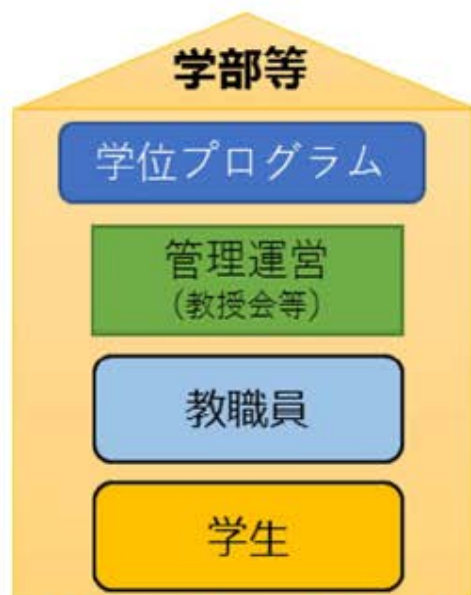 学部等
学位プログラム
管理運営
(教授会等)
教職員
学生